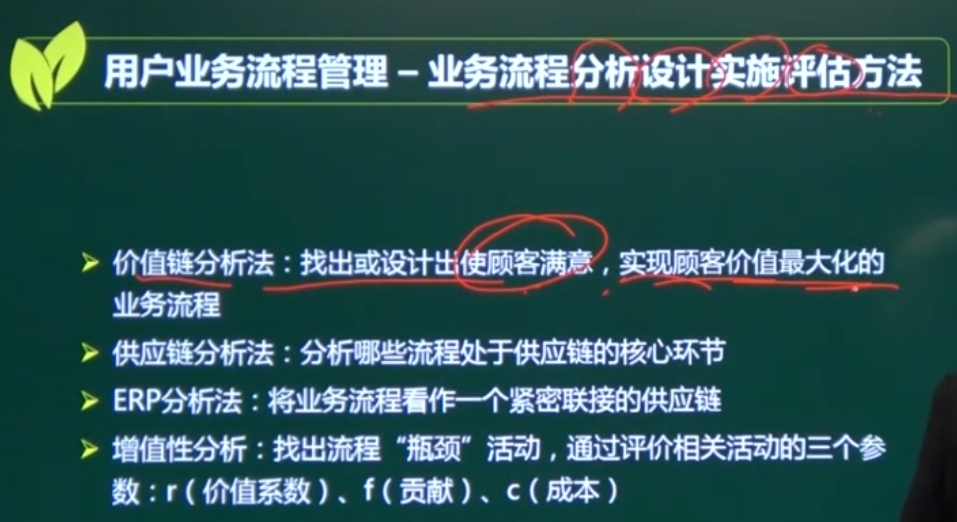 用户业务流程管理 – 业务流程分析设计实施评估方法
价值链分析法：找出或设计出使顾客满意，实现顾客价值最大化的
业务流程
供应链分析法：分析哪些流程处于供应链的核心环节
ERP分析法：将业务流程看作一个紧密联接的供应链
增值性分析：找出流程“瓶颈”活动，通过评价相关活动的三个参
数：r（价值系数）、f（贡献）、c（成本）